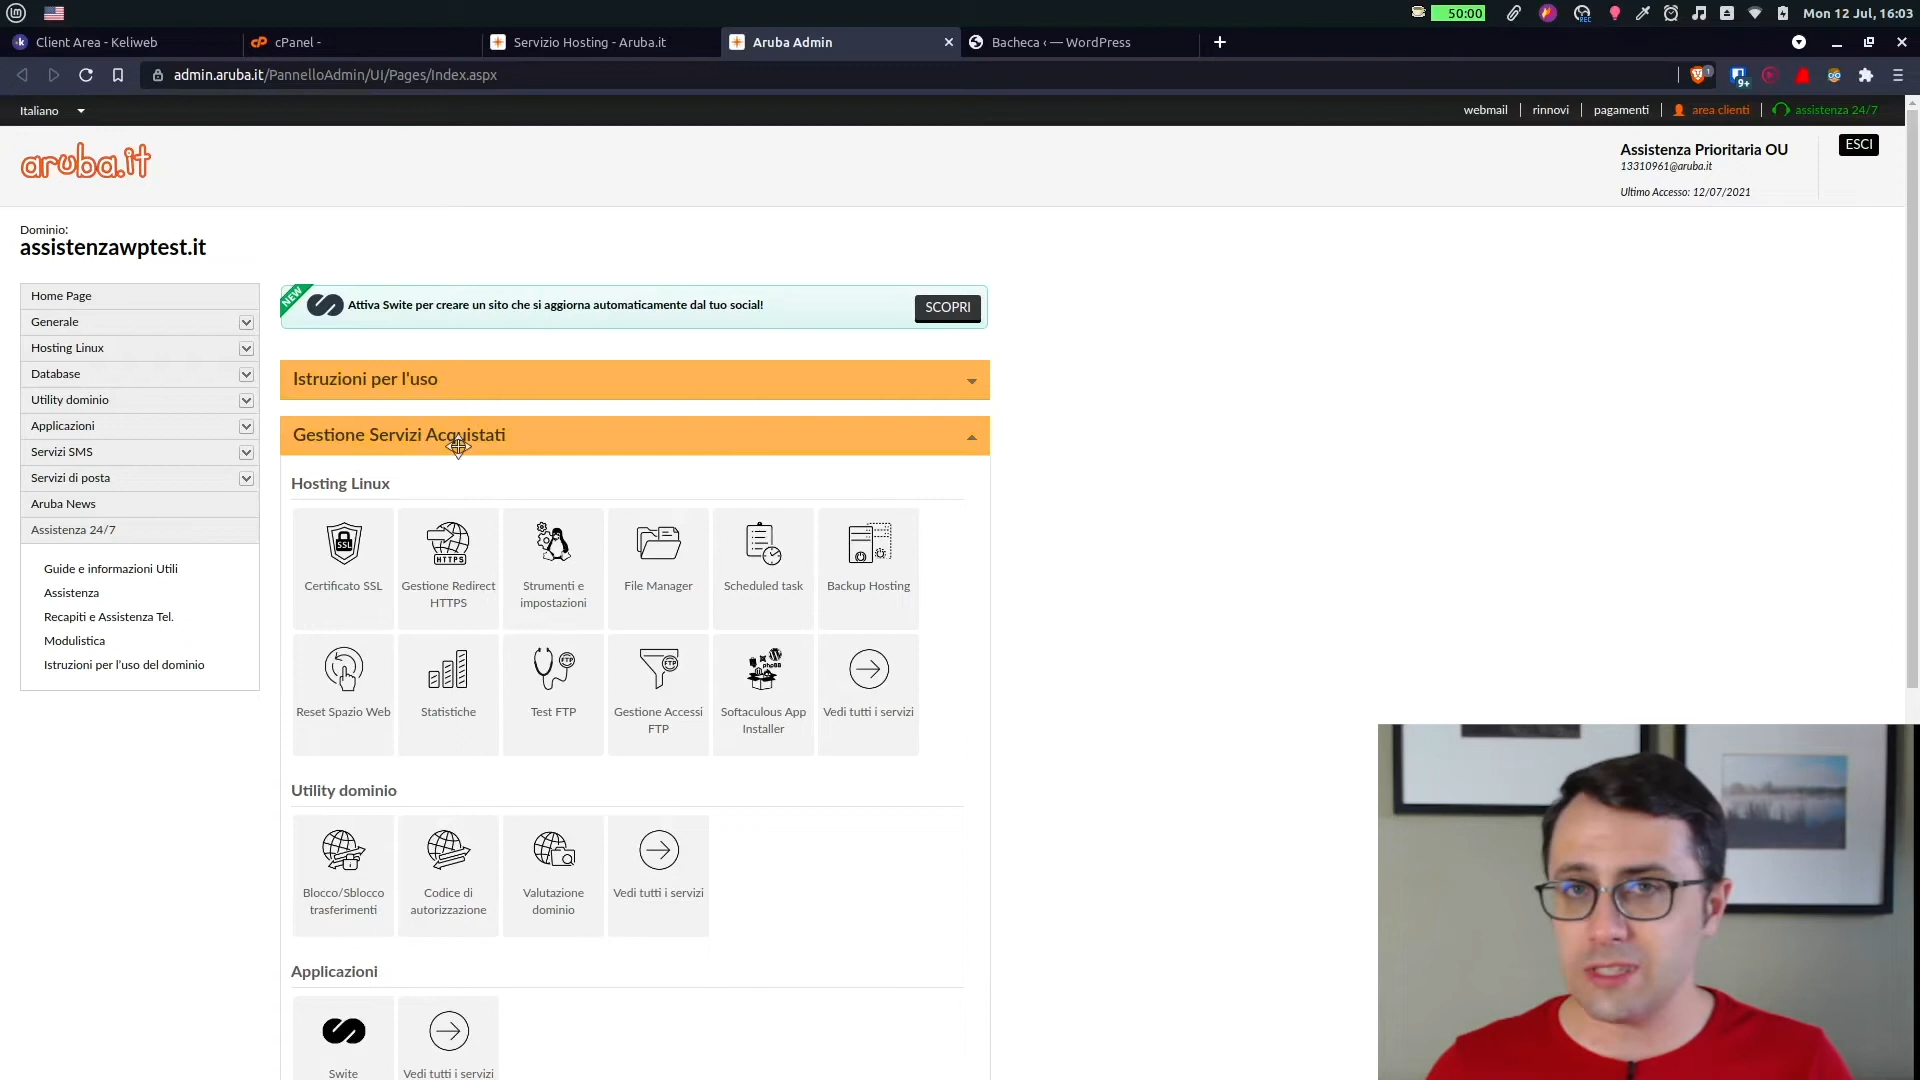 50:00
REC
Mon 12 Jul, 16:03
Client Area - Keliweb
cPanel -
Servizio Hosting - Aruba.it
Aruba Admin
Bacheca ‹ — WordPress
admin.aruba.it/PannelloAdmin/UI/Pages/Index.aspx
1
9+
Italiano
webmail
rinnovi
pagamenti
area clienti
assistenza 24/7
aruba.it
Assistenza Prioritaria OU
13310961@aruba.it
Ultimo Accesso: 12/07/2021
ESCI
Dominio:
assistenzawptest.it
Home Page
Generale
Hosting Linux
Database
Utility dominio
Applicazioni
Servizi SMS
Servizi di posta
Aruba News
Assistenza 24/7
Guide e informazioni Utili
Assistenza
Recapiti e Assistenza Tel.
Modulistica
Istruzioni per l'uso del dominio
NEW
Attiva Swite per creare un sito che si aggiorna automaticamente dal tuo social!
SCOPRI
Istruzioni per l'uso
Gestione Servizi Acquistati
Hosting Linux
SSL
HTTPS
Certificato SSL
Gestione Redirect
HTTPS
Strumenti e
impostazioni
File Manager
Scheduled task
Backup Hosting
FTP
FTP
phpBB
Reset Spazio Web
Statistiche
Test FTP
Gestione Accessi
FTP
Softaculous App
Installer
Vedi tutti i servizi
Utility dominio
Blocco/Sblocco
trasferimenti
Codice di
autorizzazione
Valutazione
dominio
Vedi tutti i servizi
Applicazioni
Swite
Vedi tutti i servizi